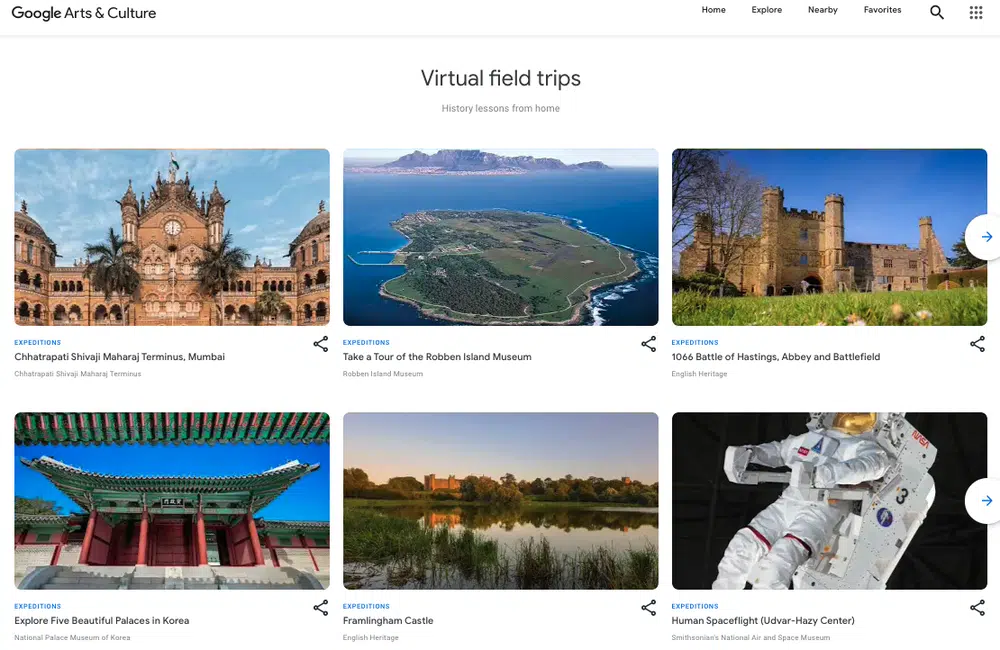 Google Arts & Culture
Home Explore Nearby Favorites
Virtual field trips
History lessons from home
EXPEDITIONS
Chhatrapati Shivaji Maharaj Terminus, Mumbai
Chhatrapati Shivaji Maharaj Terminus
EXPEDITIONS
Take a Tour of the Robben Island Museum
Robben Island Museum
EXPEDITIONS
1066 Battle of Hastings, Abbey and Battlefield
English Heritage
EXPEDITIONS
Explore Five Beautiful Palaces in Korea
National Palace Museum of Korea
EXPEDITIONS
Framlingham Castle
English Heritage
NASA
3
EXPEDITIONS
Human Spaceflight (Udvar-Hazy Center)
Smithsonian's National Air and Space Museum